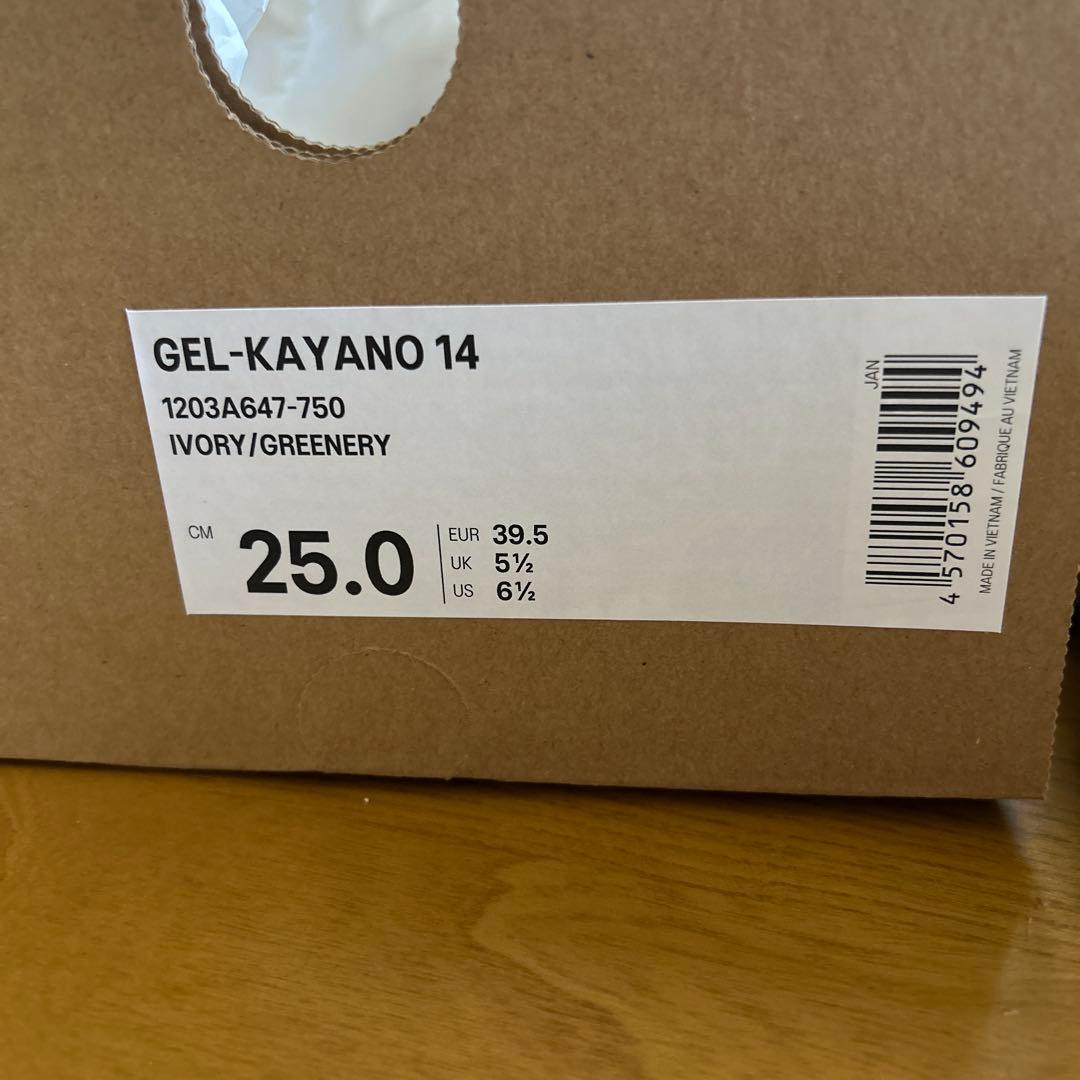 GEL-KAYANO 14
1203A647-750
IVORY/GREENERY
CM 25.0
EUR 39.5
UK 5½
US 6½
JAN
4 570158 609494
MADE IN VIETNAM / FABRIQUE AU VIETNAM